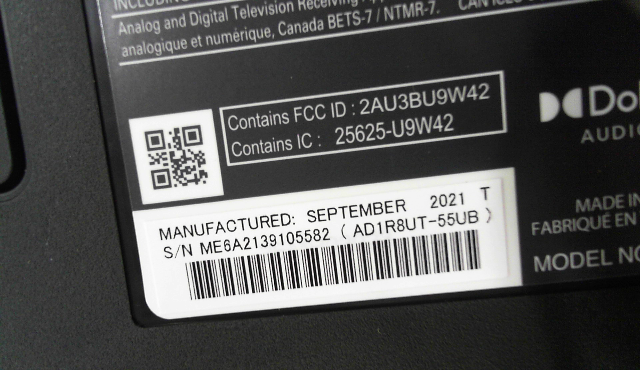 INCLUDING
Analog and Digital Television Receiving
analogique et numérique, Canada BETS-7 / NTMR-7.
Contains FCC ID : 2AU3BU9W42
Contains IC : 25625-U9W42
AUDIO
MANUFACTURED: SEPTEMBER 2021 T
S/N ME6A2139105582 ( AD1R8UT-55UB )
MADE IN
FABRIQUÉ EN
MODEL NO